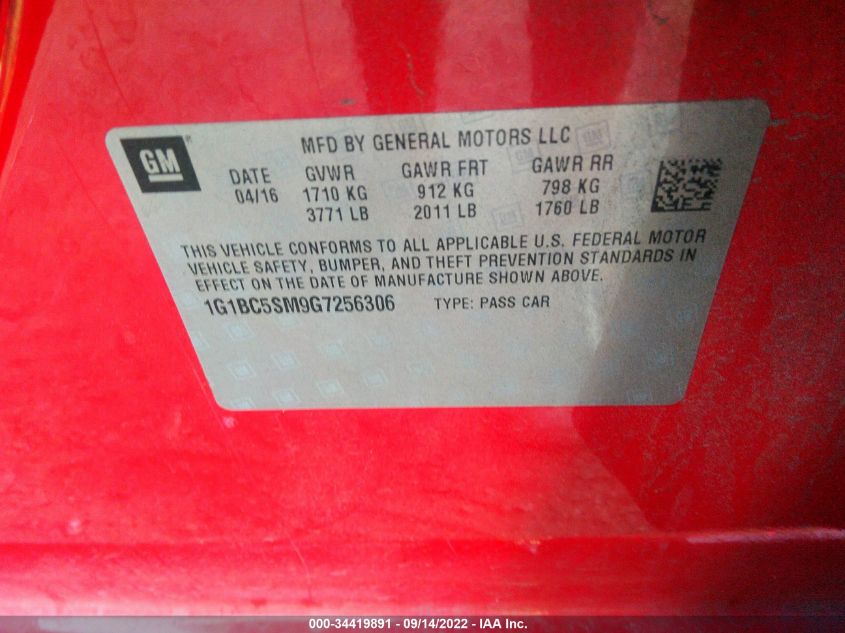 GM
MFD BY GENERAL MOTORS LLC
DATE GVWR GAWR FRT GAWR RR
04/16 1710 KG 912 KG 798 KG
3771 LB 2011 LB 1760 LB
THIS VEHICLE CONFORMS TO ALL APPLICABLE U.S. FEDERAL MOTOR
VEHICLE SAFETY, BUMPER, AND THEFT PREVENTION STANDARDS IN
EFFECT ON THE DATE OF MANUFACTURE SHOWN ABOVE.
1G1BC5SM9G7256306 TYPE: PASS CAR
000-34419891 - 09/14/2022 - IAA Inc.